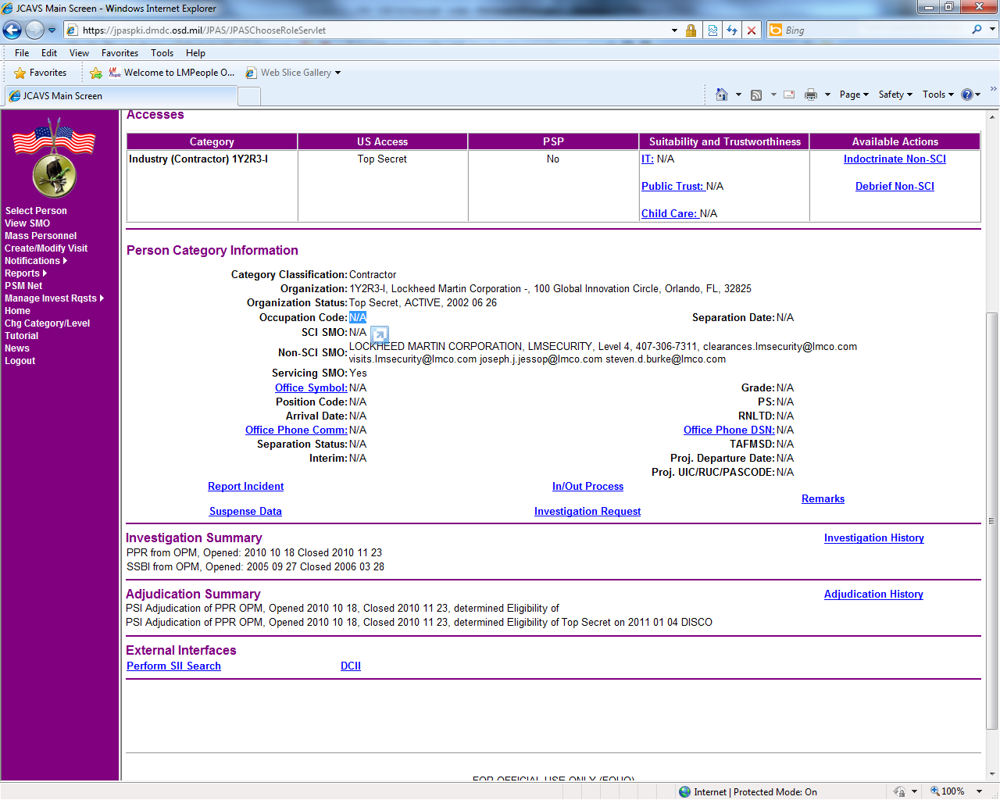 JCAVS Main Screen - Windows Internet Explorer
https://jpaspki.dmdc.osd.mil/JPAS/JPASChooseRoleServlet
Bing
File Edit View Favorites Tools Help
Favorites Welcome to LMPeople O... Web Slice Gallery
JCAVS Main Screen
Page Safety Tools
Select Person
View SMO
Mass Personnel
Create/Modify Visit
Notifications
Reports
PSM Net
Manage Invest Rqsts
Home
Chg Category/Level
Tutorial
News
Logout
Accesses
Category US Access PSP Suitability and Trustworthiness Available Actions
Industry (Contractor) 1Y2R3-I Top Secret No IT: N/A Indoctrinate Non-SCI
Public Trust: N/A Debrief Non-SCI
Child Care: N/A
Person Category Information
Category Classification: Contractor
Organization: 1Y2R3-I, Lockheed Martin Corporation -, 100 Global Innovation Circle, Orlando, FL, 32825
Organization Status: Top Secret, ACTIVE, 2002 06 26
Occupation Code: N/A Separation Date: N/A
SCI SMO: N/A
Non-SCI SMO: LOCKHEED MARTIN CORPORATION, LMSECURITY, Level 4, 407-306-7311, clearances.lmsecurity@lmco.com
visits.lmsecurity@lmco.com joseph.j.jessop@lmco.com steven.d.burke@lmco.com
Servicing SMO: Yes
Office Symbol: N/A Grade: N/A
Position Code: N/A PS: N/A
Arrival Date: N/A RNLTD: N/A
Office Phone Comm: N/A Office Phone DSN: N/A
Separation Status: N/A TAFMSD: N/A
Interim: N/A Proj. Departure Date: N/A
Proj. UIC/RUC/PASCODE: N/A
Report Incident In/Out Process
Remarks
Suspense Data Investigation Request
Investigation Summary Investigation History
PPR from OPM, Opened: 2010 10 18 Closed 2010 11 23
SSBI from OPM, Opened: 2005 09 27 Closed 2006 03 28
Adjudication Summary Adjudication History
PSI Adjudication of PPR OPM, Opened 2010 10 18, Closed 2010 11 23, determined Eligibility of
PSI Adjudication of PPR OPM, Opened 2010 10 18, Closed 2010 11 23, determined Eligibility of Top Secret on 2011 01 04 DISCO
External Interfaces
Perform SII Search DCII
FOR OFFICIAL USE ONLY (FOUO)
Internet | Protected Mode: On 100%